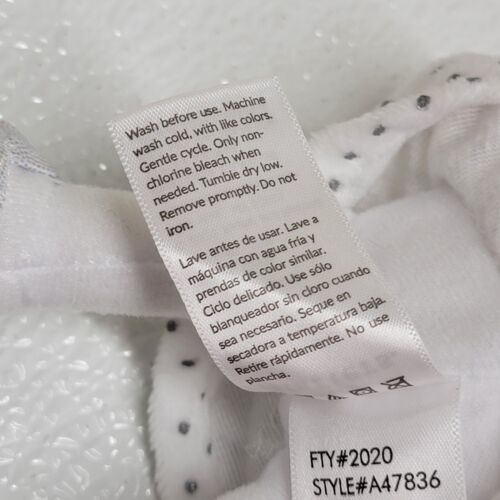 Wash before use. Machine
wash cold, with like colors.
Gentle cycle. Only non-
chlorine bleach when
needed. Tumble dry low.
Remove promptly. Do not
iron.
Lave antes de usar. Lave a
máquina con agua fría y
prendas de color similar.
Ciclo delicado. Use sólo
blanqueador sin cloro cuando
sea necesario. Seque en
secadora a temperatura baja.
Retire rápidamente. No use
plancha.
FTY#2020
STYLE#A47836